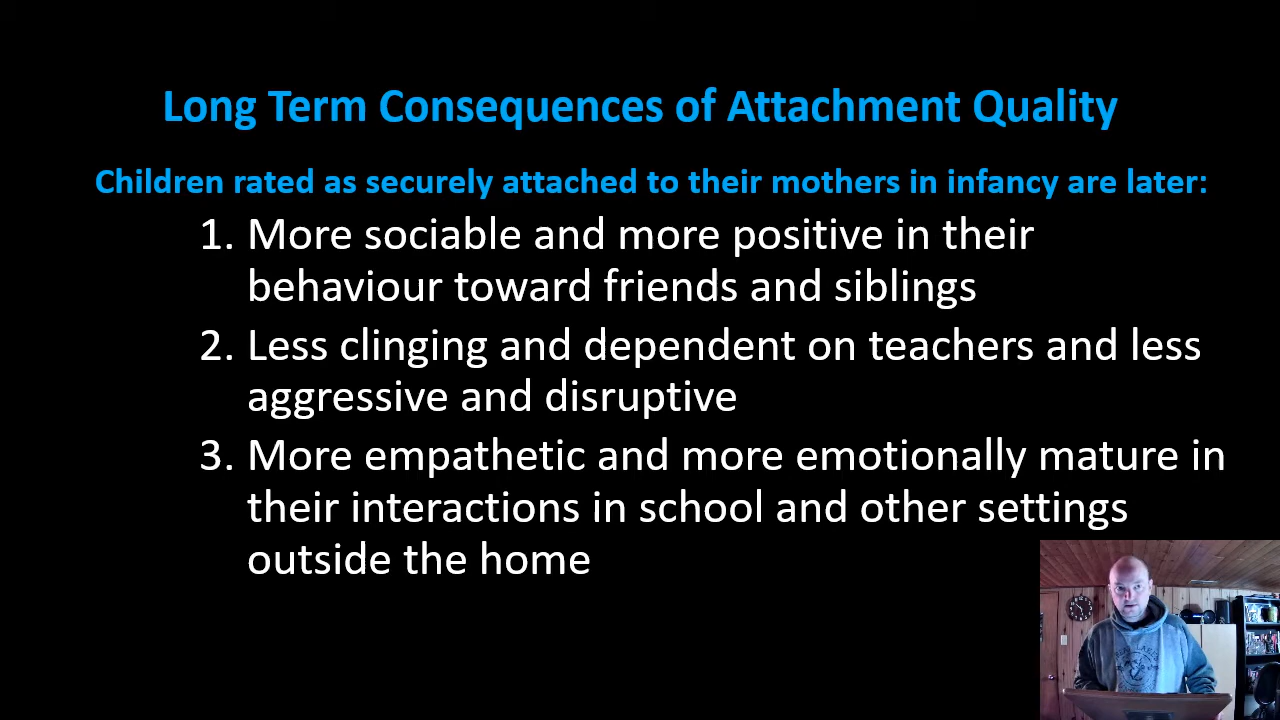 Long Term Consequences of Attachment Quality
Children rated as securely attached to their mothers in infancy are later:
1. More sociable and more positive in their
behaviour toward friends and siblings
2. Less clinging and dependent on teachers and less
aggressive and disruptive
3. More empathetic and more emotionally mature in
their interactions in school and other settings
outside the home